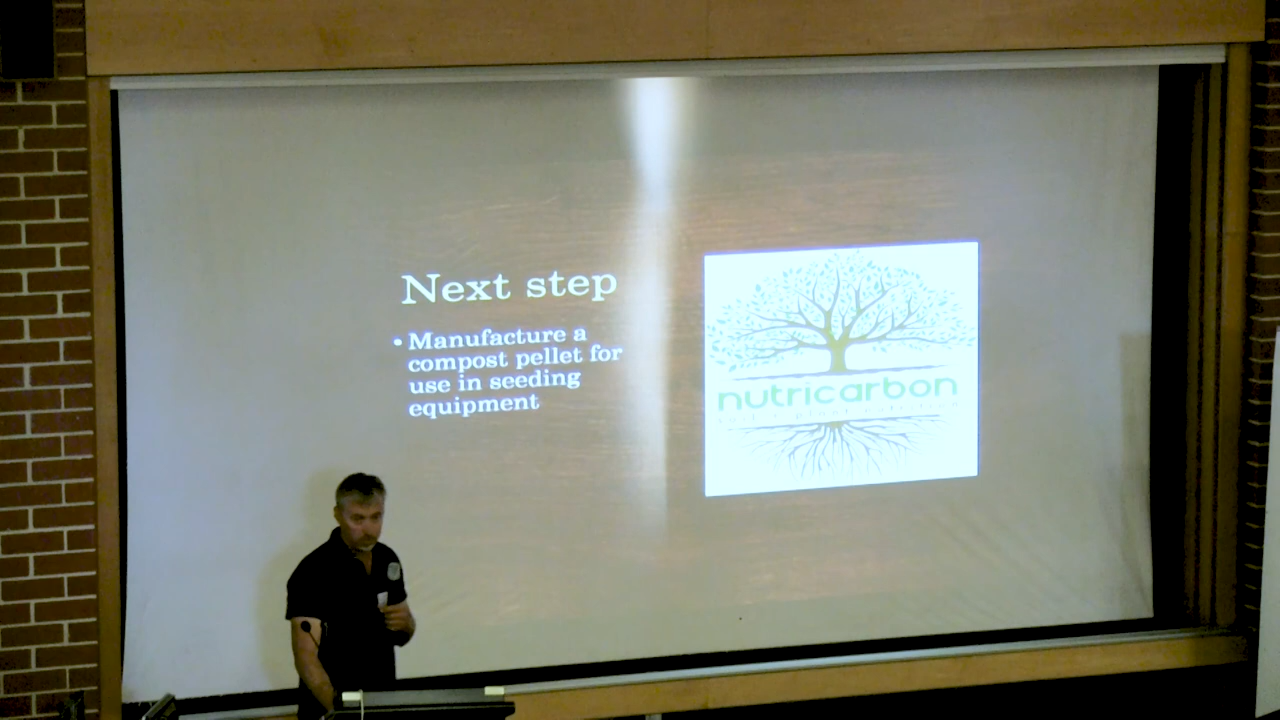 Next step
• Manufacture a
compost pellet for
use in seeding
equipment
nutricarbon